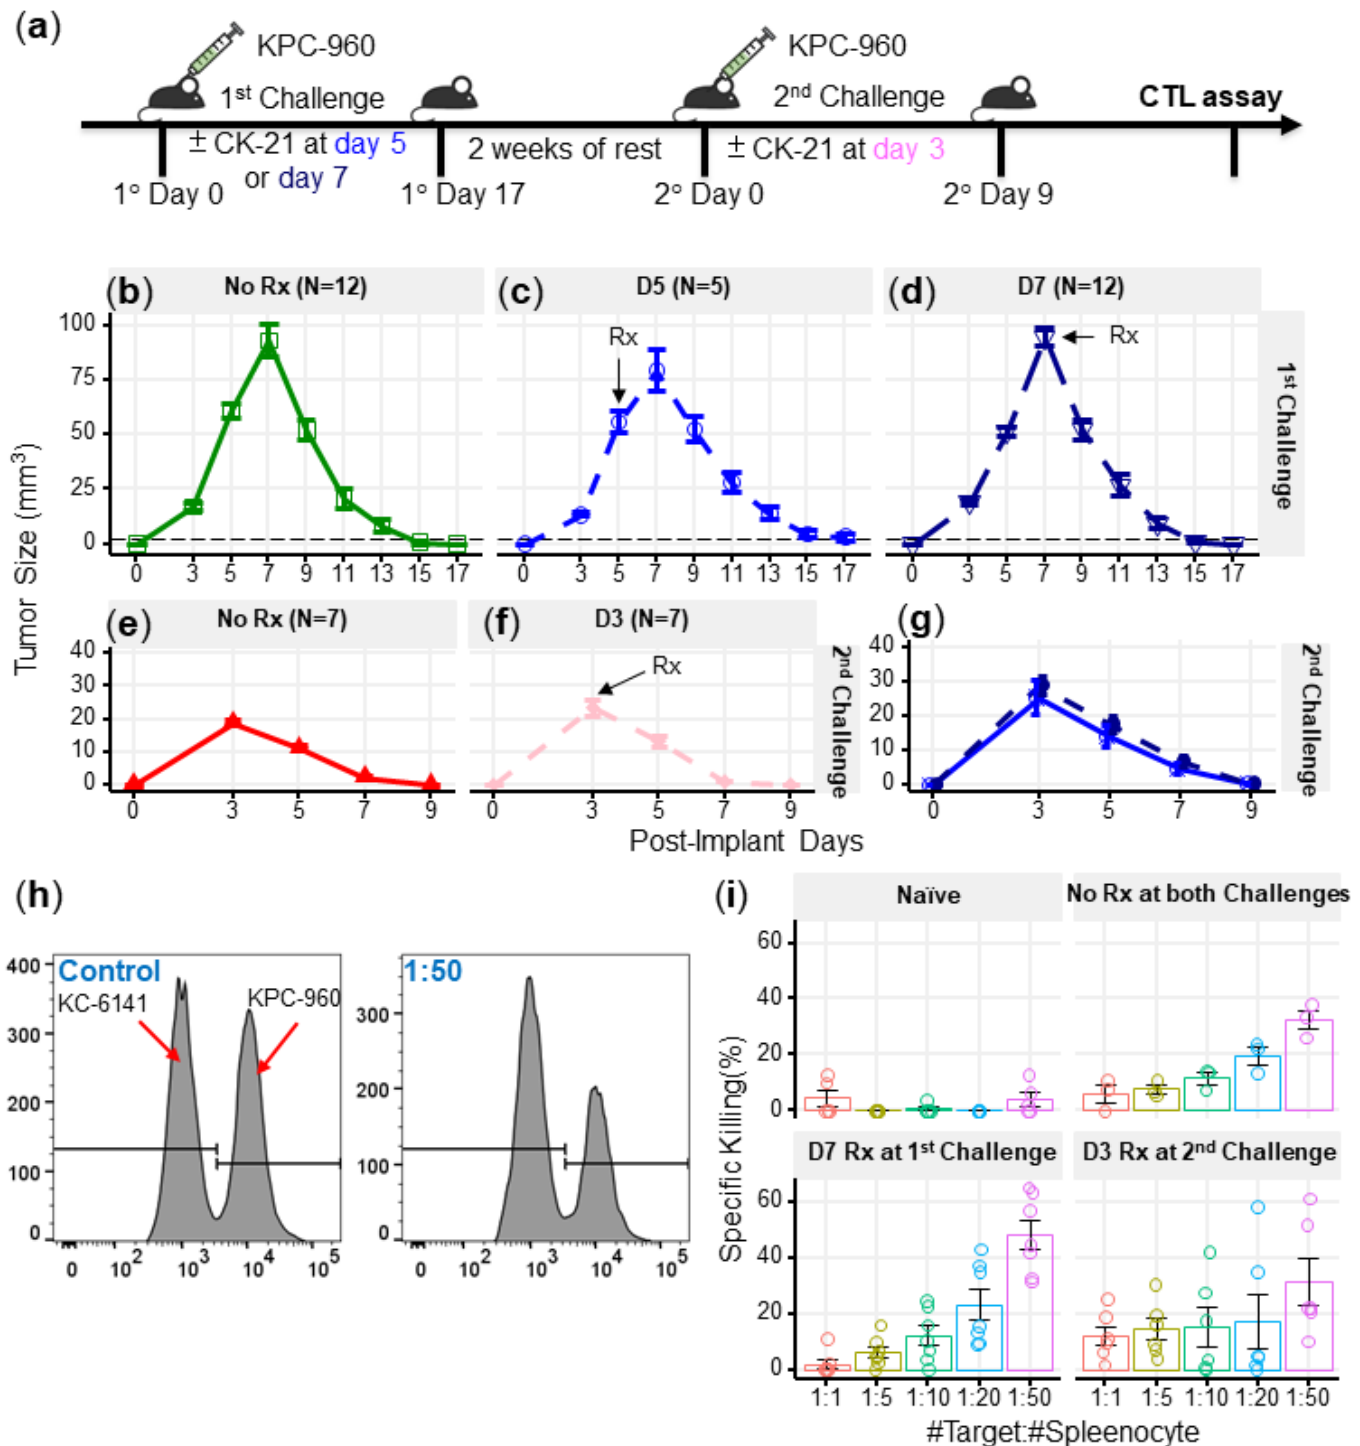 (a)
KPC-960
KPC-960
1st Challenge
2nd Challenge
CTL assay
± CK-21 at day 5
or day 7
2 weeks of rest
± CK-21 at day 3
1° Day 0
1° Day 17
2° Day 0
2° Day 9
(b) No Rx (N=12)
(c) D5 (N=5)
(d) D7 (N=12)
100
75
50
25
0
Rx
Rx
1st Challenge
0 3 5 7 9 11 13 15 17
0 3 5 7 9 11 13 15 17
0 3 5 7 9 11 13 15 17
Tumor Size (mm3)
(e) No Rx (N=7)
(f) D3 (N=7)
(g)
40
30
20
10
0
Rx
2nd Challenge
40
30
20
10
0
2nd Challenge
0 3 5 7 9
0 3 5 7 9
0 3 5 7 9
Post-Implant Days
(h)
Control
KC-6141
KPC-960
400
300
200
100
0
0 102 103 104 105
1:50
300
200
100
0
0 102 103 104 105
(i)
Naïve
No Rx at both Challenges
60
40
20
0
D7 Rx at 1st Challenge
D3 Rx at 2nd Challenge
60
40
20
0
Specific Killing(%)
1:1 1:5 1:10 1:20 1:50
1:1 1:5 1:10 1:20 1:50
#Target:#Spleenocyte